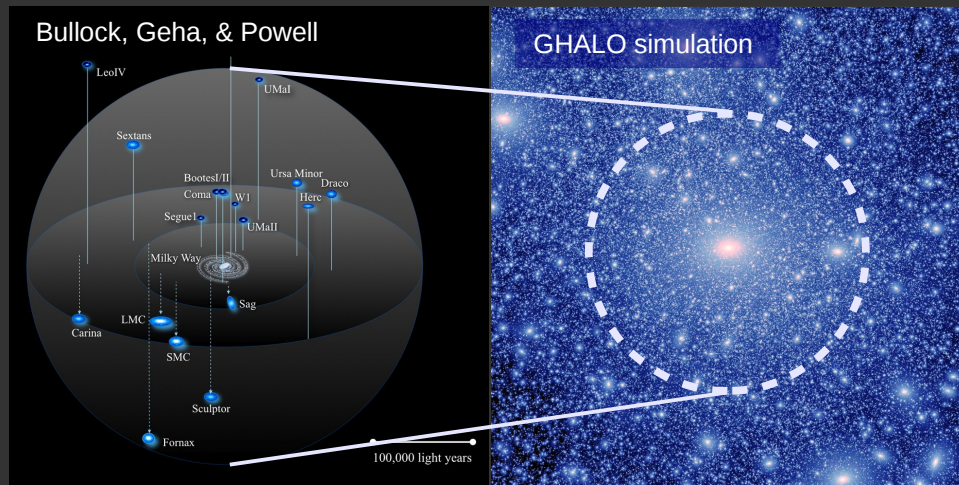 Bullock, Geha, & Powell
GHALO simulation
LeoIV
UMaI
Sextans
BootesI/II
Ursa Minor
Draco
Coma
W1
Herc
Segue1
UMaII
Milky Way
Sag
LMC
Carina
SMC
Sculptor
Fornax
100,000 light years